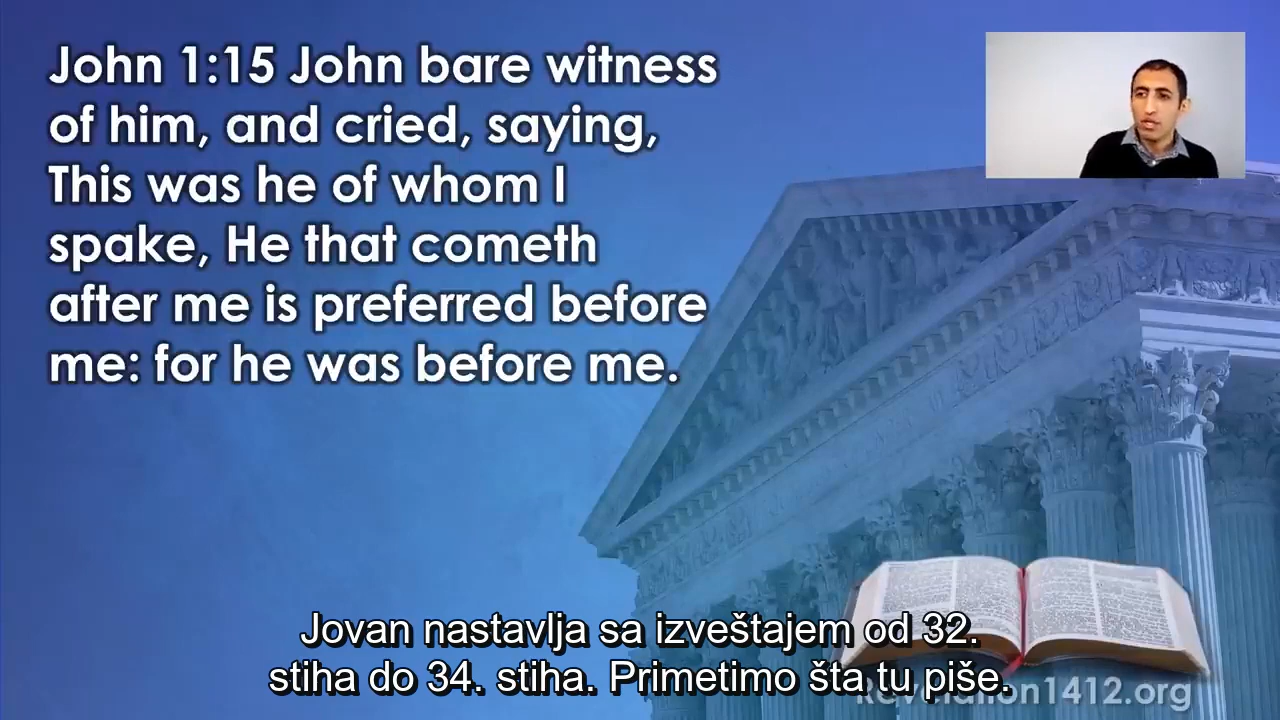 John 1:15 John bare witness
of him, and cried, saying,
This was he of whom I
spake, He that cometh
after me is preferred before
me: for he was before me.
Jovan nastavlja sa izveštajem od 32.
stiha do 34. stiha. Primetimo šta tu piše.
Revelation1412.org